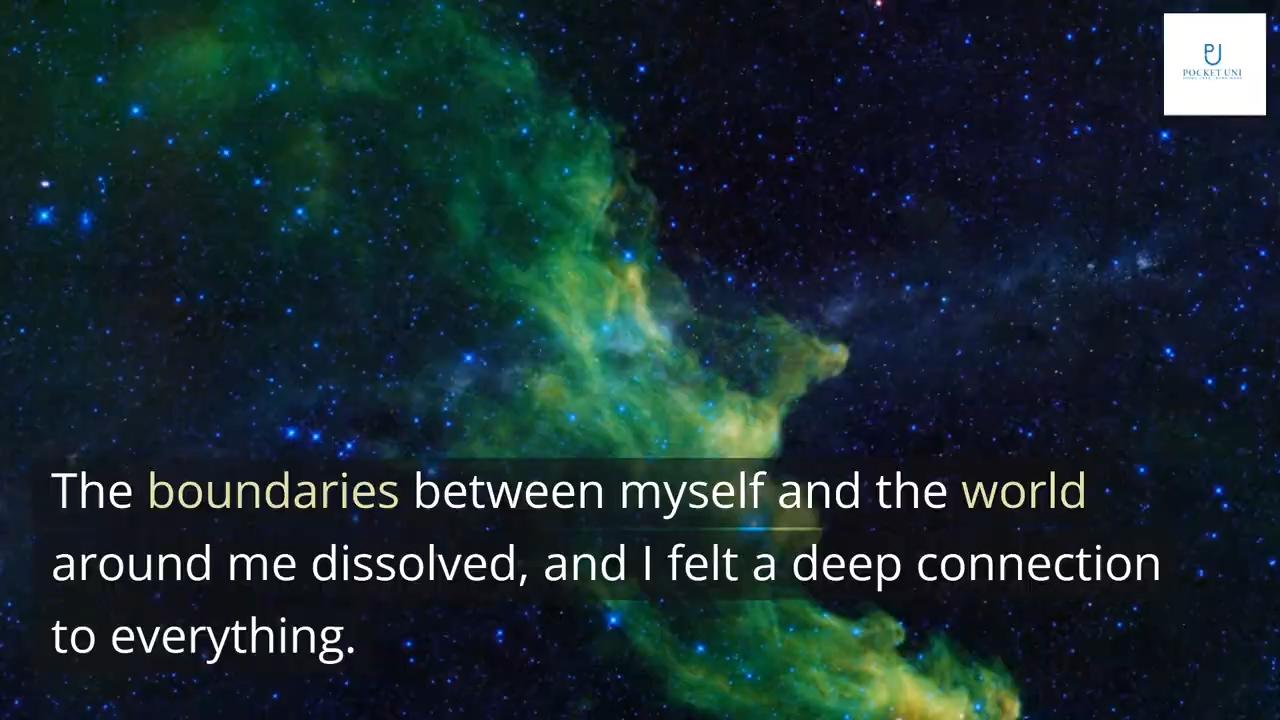 POCKET UNI
The boundaries between myself and the world
around me dissolved, and I felt a deep connection
to everything.